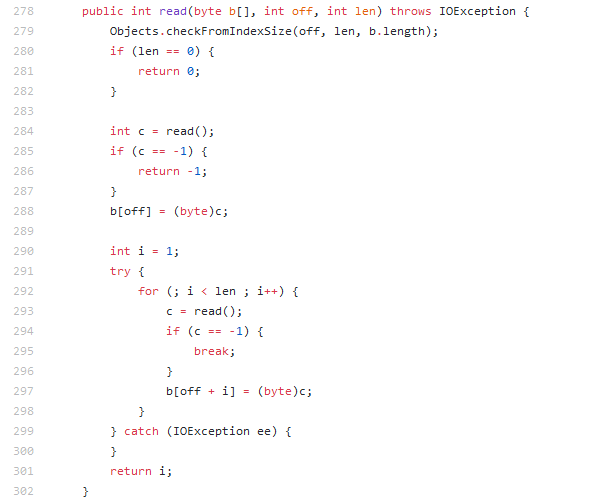 278 public int read(byte b[], int off, int len) throws IOException {
279 Objects.checkFromIndexSize(off, len, b.length);
280 if (len == 0) {
281 return 0;
282 }
283
284 int c = read();
285 if (c == -1) {
286 return -1;
287 }
288 b[off] = (byte)c;
289
290 int i = 1;
291 try {
292 for (; i < len ; i++) {
293 c = read();
294 if (c == -1) {
295 break;
296 }
297 b[off + i] = (byte)c;
298 }
299 } catch (IOException ee) {
300 }
301 return i;
302 }